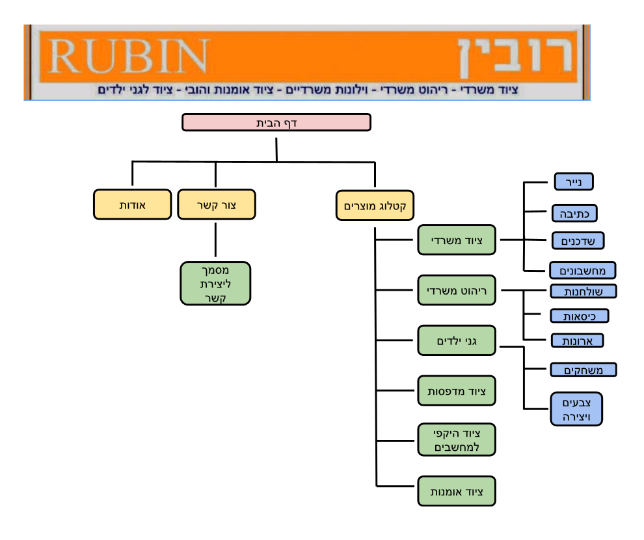 RUBIN רובין
ציוד משרדי - ריהוט משרדי - וילונות משרדיים - ציוד אומנות והובי - ציוד לגני ילדים
דף הבית
קטלוג מוצרים
צור קשר
אודות
מסמך
ליצירת
קשר
ציוד משרדי
נייר
כתיבה
שדכנים
מחשבונים
ריהוט משרדי
שולחנות
כיסאות
ארונות
גני ילדים
משחקים
צבעים
ויצירה
ציוד מדפסות
ציוד היקפי
למחשבים
ציוד אומנות